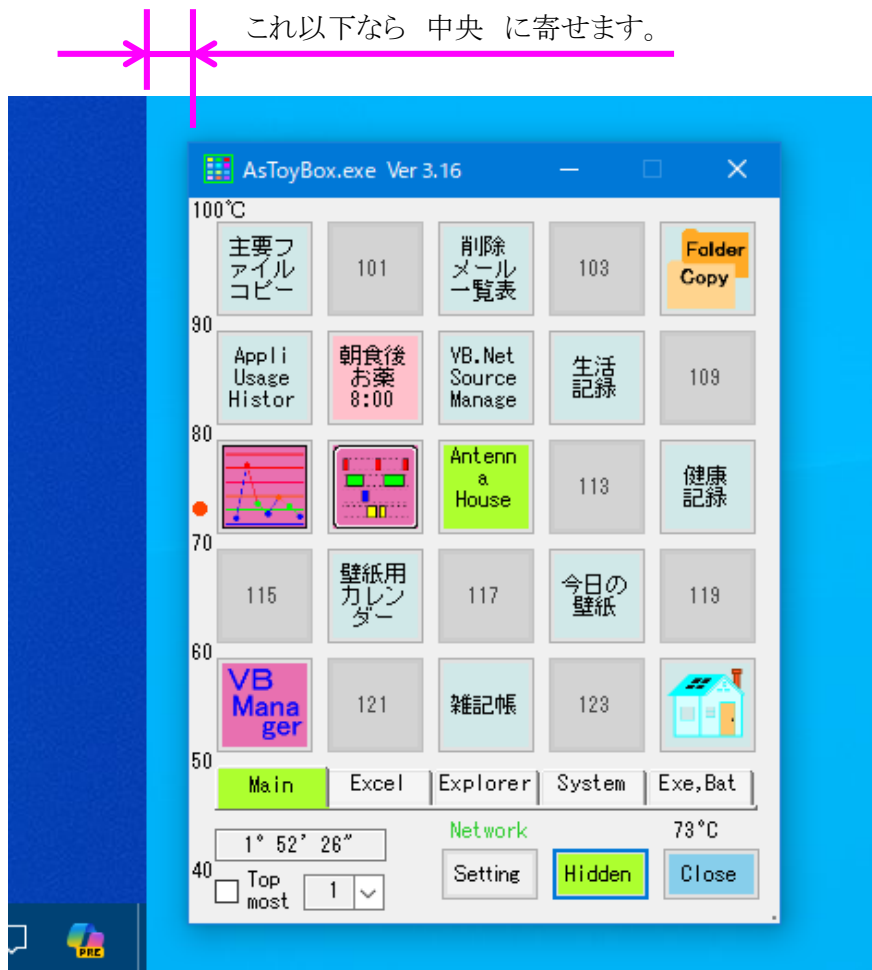 これ以下なら 中央 に寄せます。
AsToyBox.exe Ver 3.16
100℃
主要フ
ァイル
コピー
101
削除
メール
一覧表
103
Folder
Copy
90
Appli
Usage
Histor
朝食後
お薬
8:00
VB.Net
Source
Manage
生活
記録
109
80
Antenn
a
House
113
健康
記録
70
115
壁紙用
カレン
ダー
117
今日の
壁紙
119
60
VB
Mana
ger
121
雑記帳
123
50
Main Excel Explorer System Exe,Bat
Network 73°C
1° 52’ 26”
40
Top
most
1
Setting Hidden Close
PRE